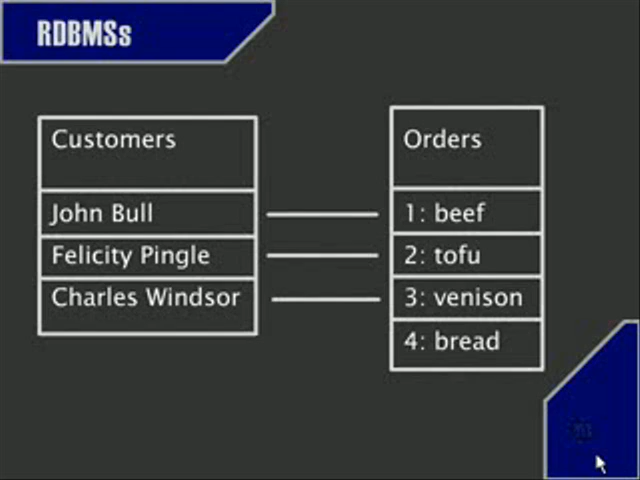 RDBMSs
Customers
John Bull
Felicity Pingle
Charles Windsor
Orders
1: beef
2: tofu
3: venison
4: bread